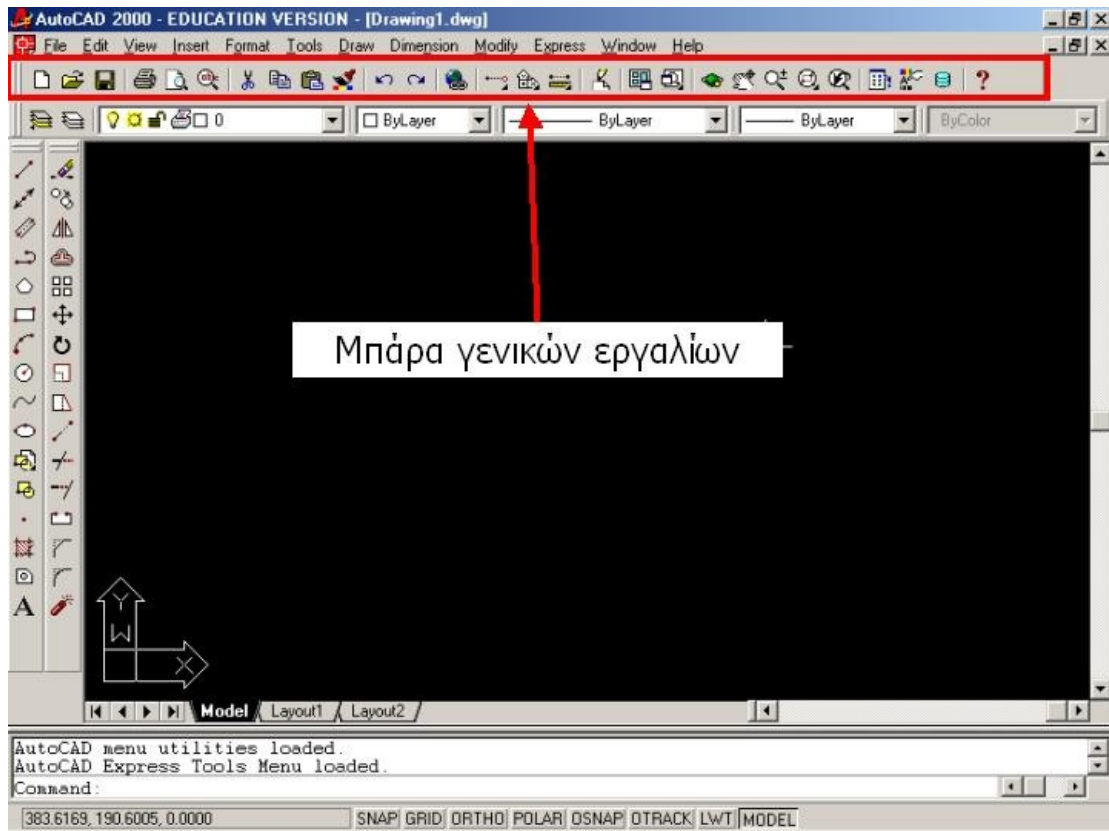 AutoCAD 2000 - EDUCATION VERSION - [Drawing1.dwg]
File Edit View Insert Format Tools Draw Dimension Modify Express Window Help
0 ByLayer ByLayer ByLayer ByColor
Μπάρα γενικών εργαλίων
Y
W
X
Model Layout1 Layout2
AutoCAD menu utilities loaded.
AutoCAD Express Tools Menu loaded.
Command:
383.6169, 190.6005, 0.0000 SNAP GRID ORTHO POLAR OSNAP OTRACK LWT MODEL